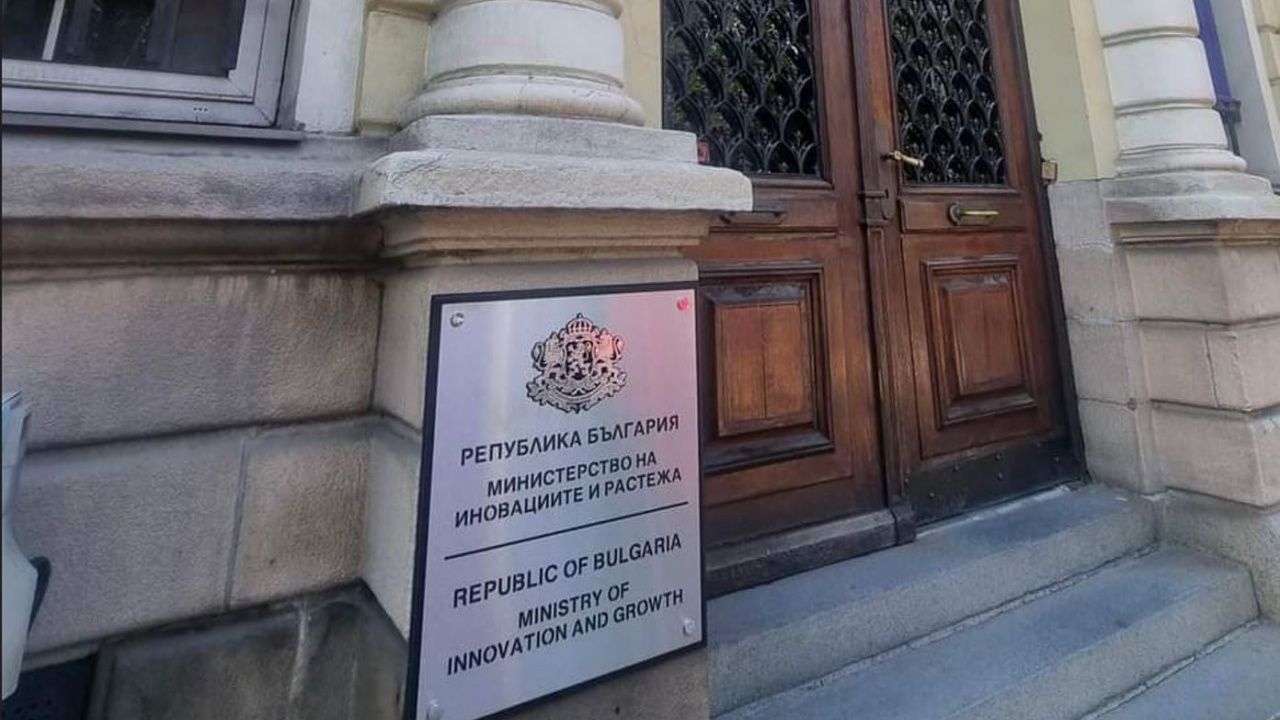 РЕПУБЛИКА БЪЛГАРИЯ
МИНИСТЕРСТВО НА
ИНОВАЦИИТЕ И РАСТЕЖА
REPUBLIC OF BULGARIA
MINISTRY OF
INNOVATION AND GROWTH